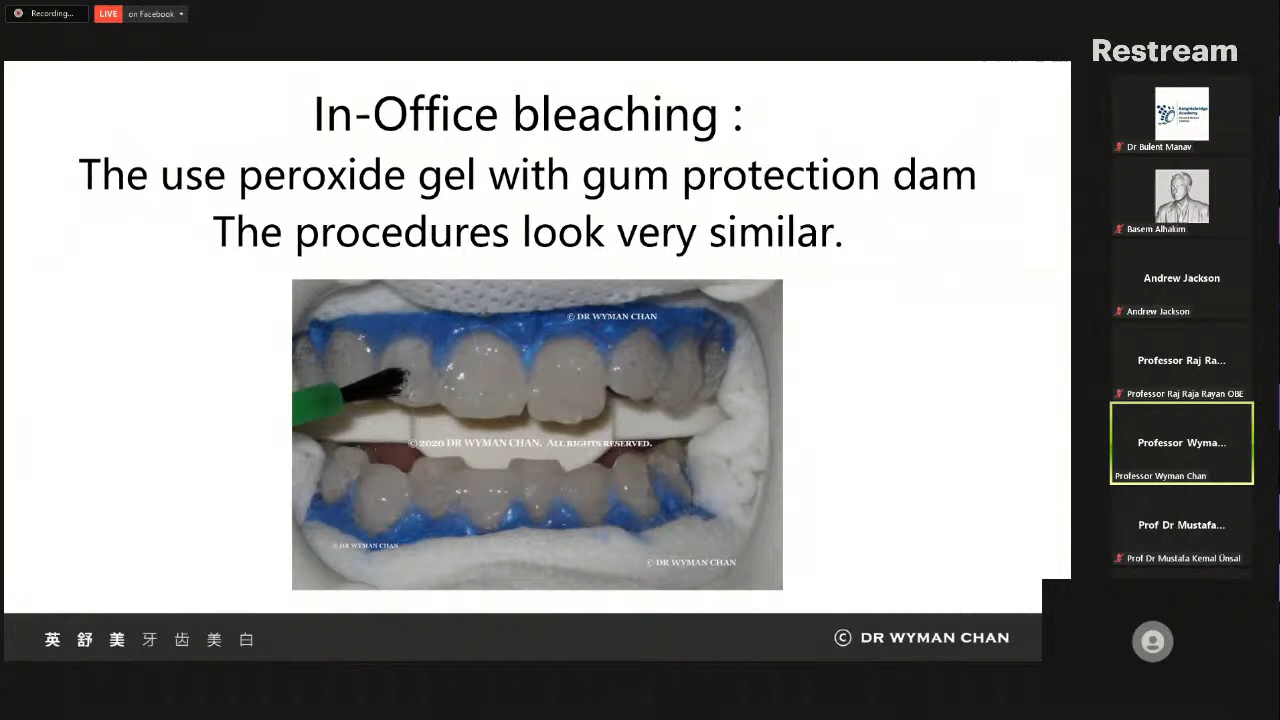 Recording...
LIVE on Facebook
Restream
In-Office bleaching :
The use peroxide gel with gum protection dam
The procedures look very similar.
© DR WYMAN CHAN
© 2020 DR WYMAN CHAN. ALL RIGHTS RESERVED.
© DR WYMAN CHAN
© DR WYMAN CHAN
英舒美牙齿美白
© DR WYMAN CHAN
Knightsbridge
Academy
Dr Bulent Manav
Basem Alhakim
Andrew Jackson
Andrew Jackson
Professor Raj Ra...
Professor Raj Raja Rayan OBE
Professor Wyma...
Professor Wyman Chan
Prof Dr Mustafa...
Prof Dr Mustafa Kemal Ünsal